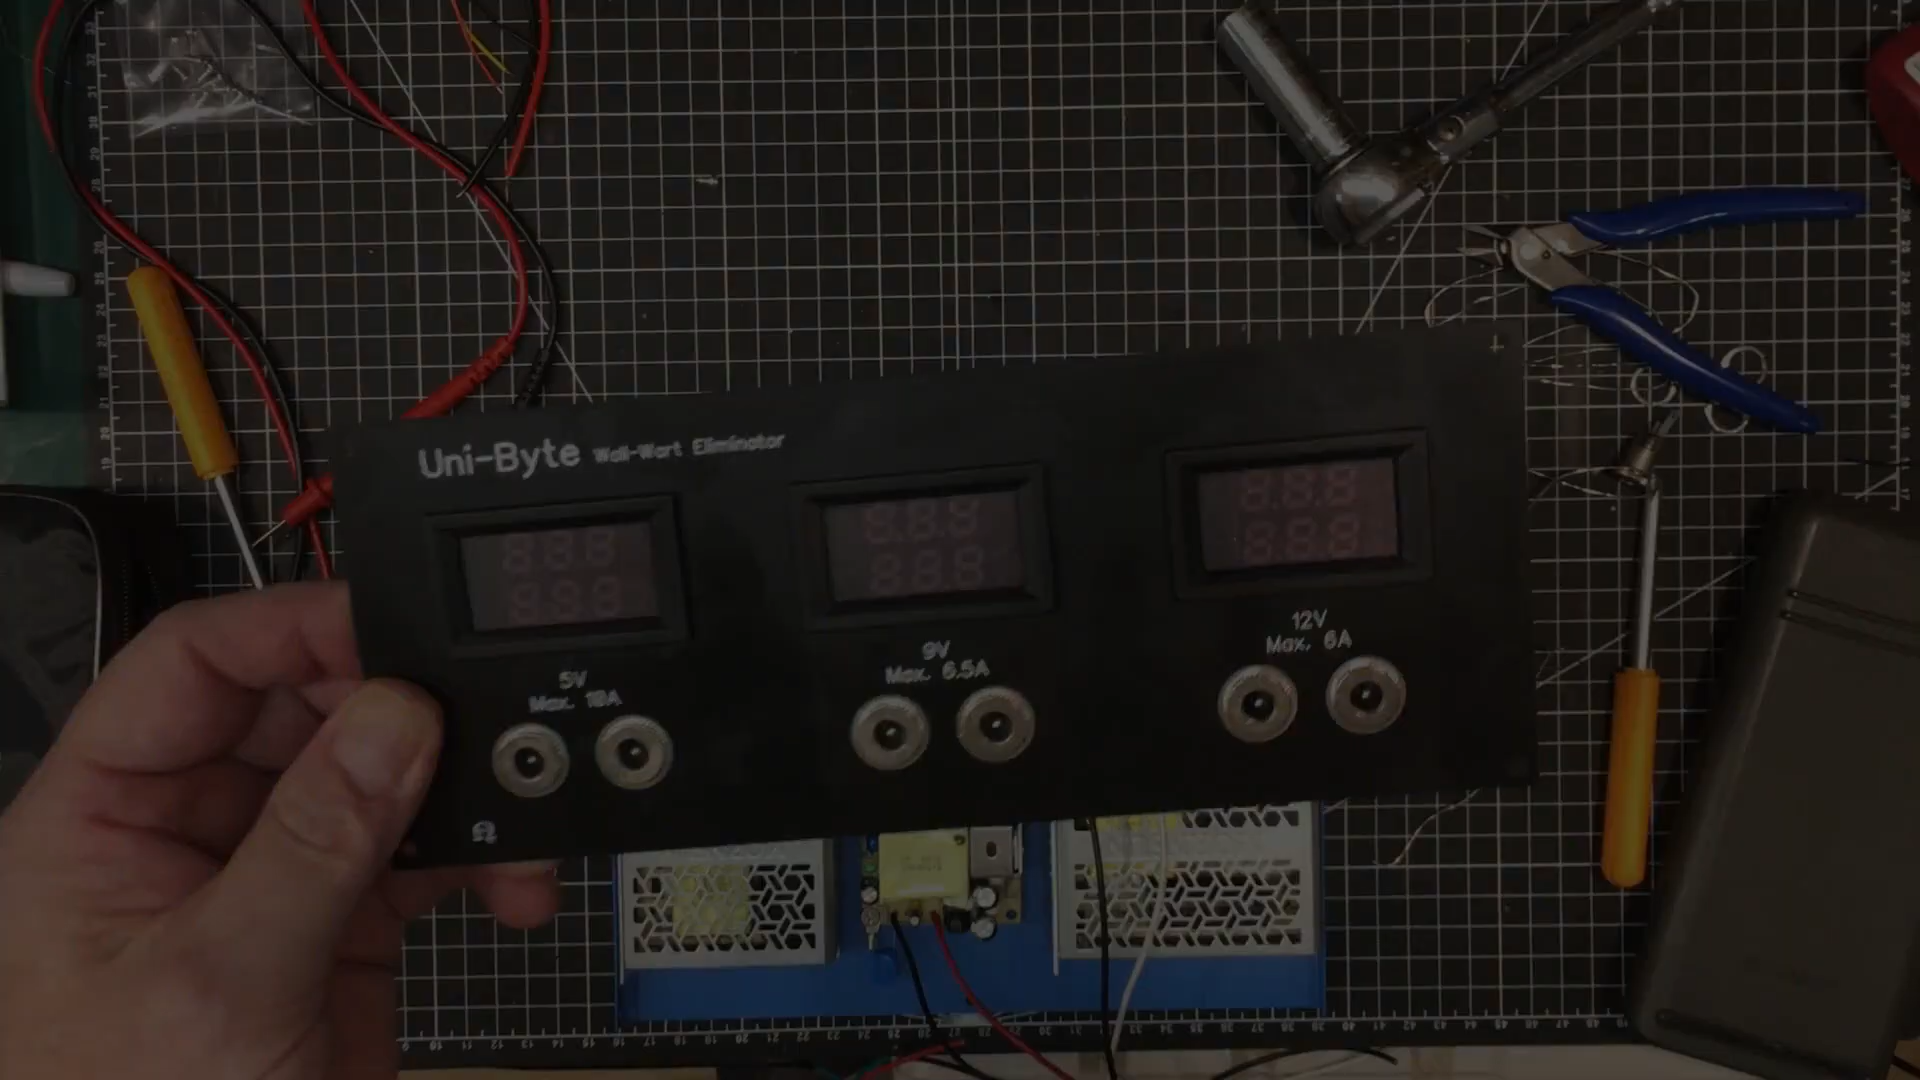 Uni-Byte Wall-Wart Eliminator
5V
Max. 10A
9V
Max. 6.5A
12V
Max. 6A